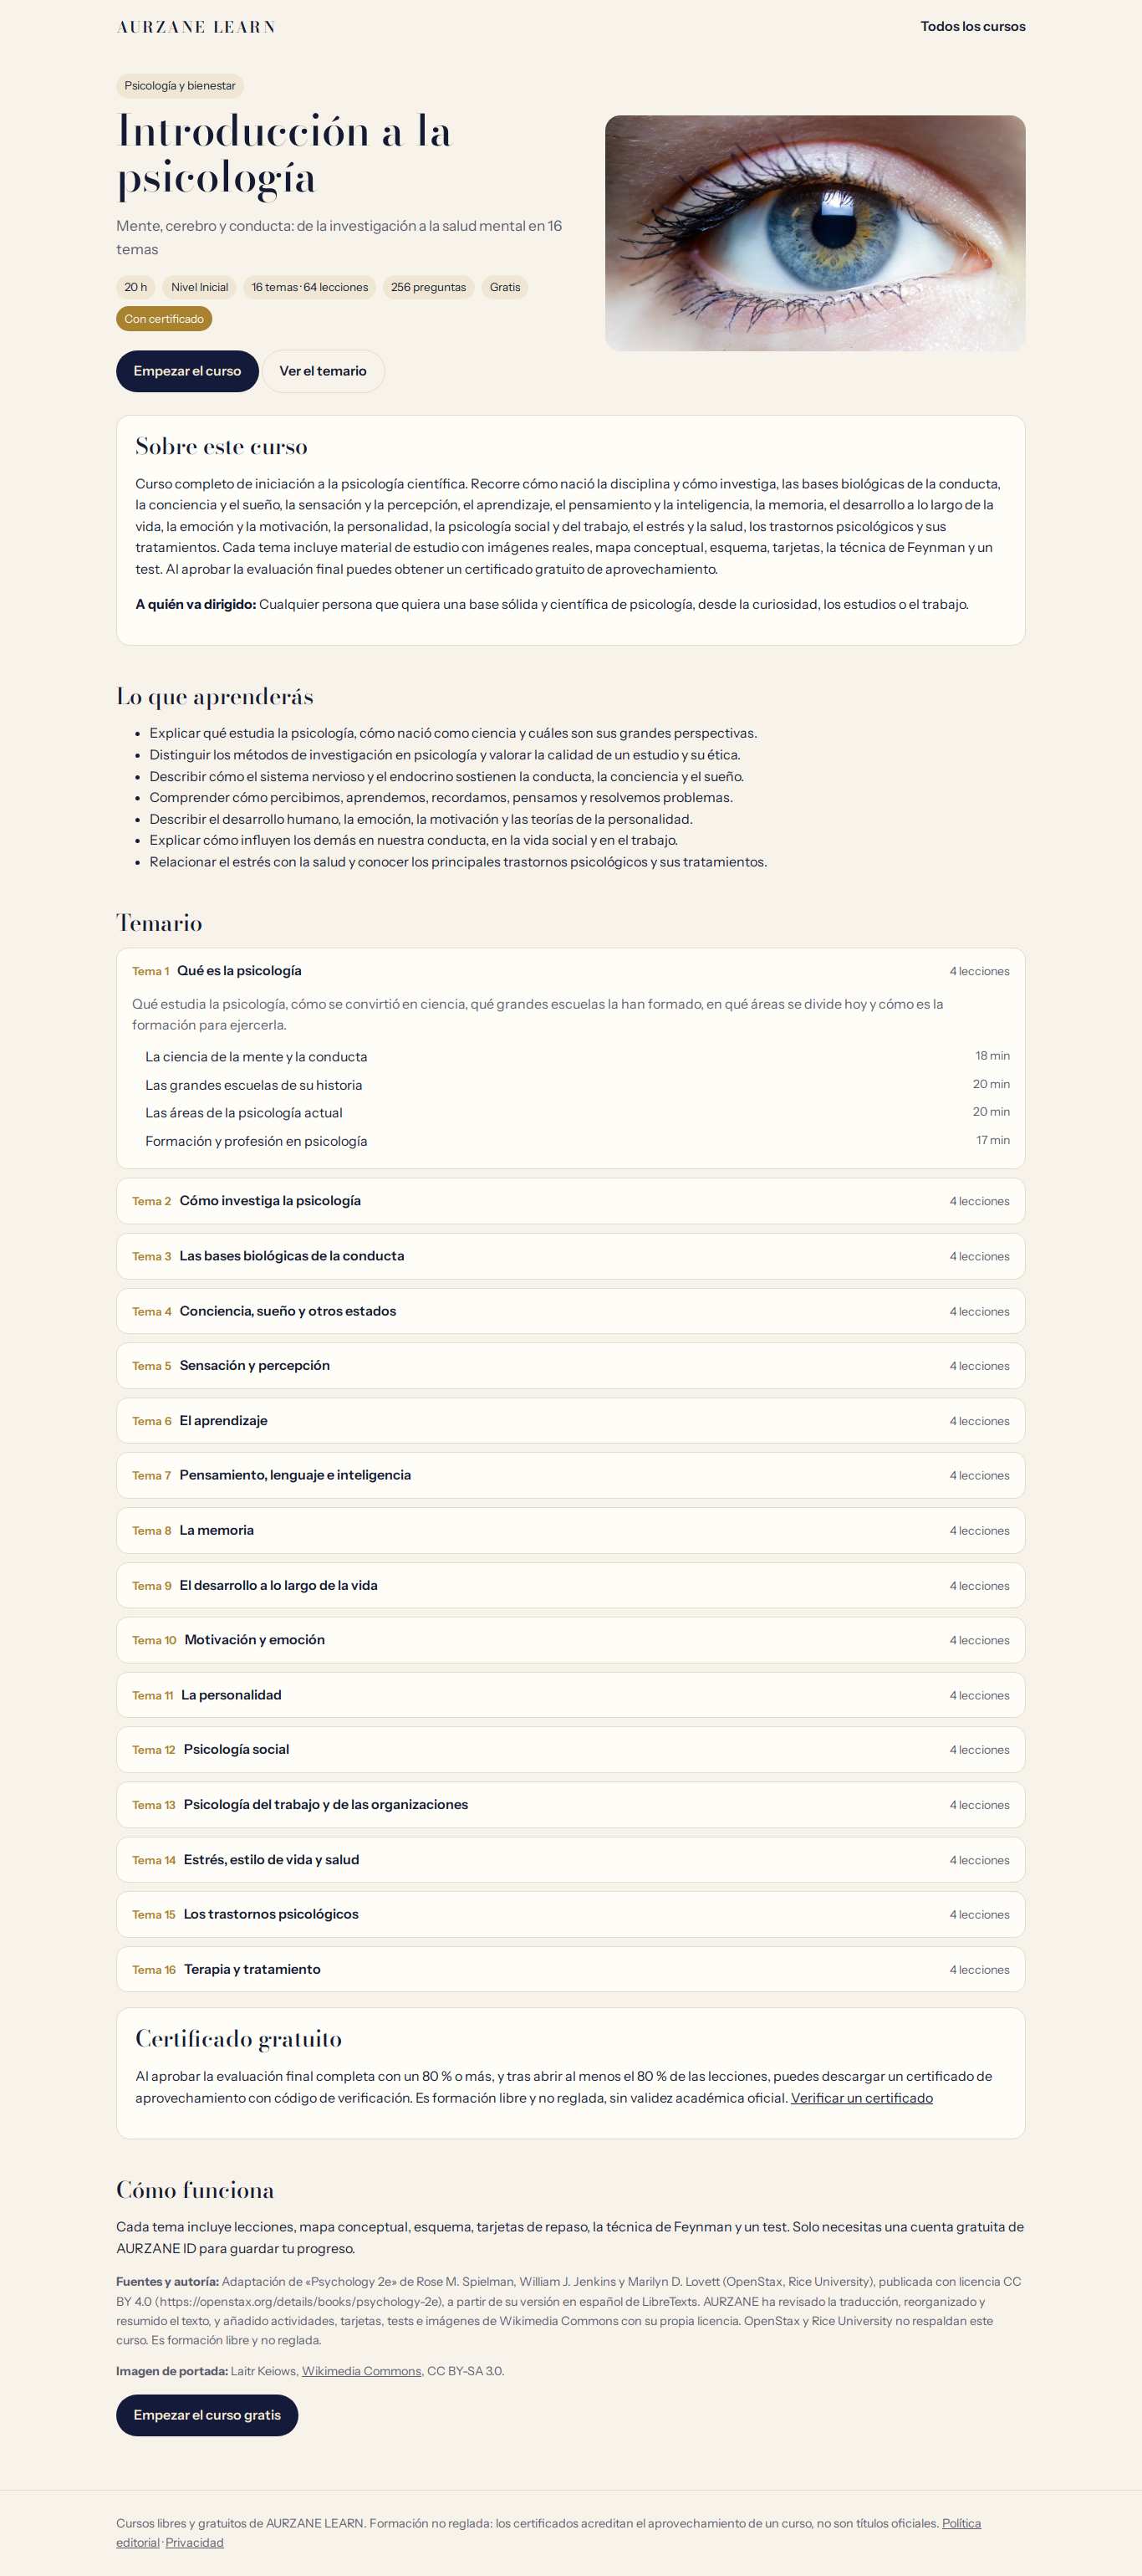 AURZANE LEARN
Todos los cursos
Psicología y bienestar
Introducción a la
psicología
Mente, cerebro y conducta: de la investigación a la salud mental en 16
temas
20 h
Nivel Inicial
16 temas · 64 lecciones
256 preguntas
Gratis
Con certificado
Empezar el curso
Ver el temario
Sobre este curso
Curso completo de iniciación a la psicología científica. Recorre cómo nació la disciplina y cómo investiga, las bases biológicas de la conducta,
la conciencia y el sueño, la sensación y la percepción, el aprendizaje, el pensamiento y la inteligencia, la memoria, el desarrollo a lo largo de la
vida, la emoción y la motivación, la personalidad, la psicología social y del trabajo, el estrés y la salud, los trastornos psicológicos y sus
tratamientos. Cada tema incluye material de estudio con imágenes reales, mapa conceptual, esquema, tarjetas, la técnica de Feynman y un
test. Al aprobar la evaluación final puedes obtener un certificado gratuito de aprovechamiento.
A quién va dirigido: Cualquier persona que quiera una base sólida y científica de psicología, desde la curiosidad, los estudios o el trabajo.
Lo que aprenderás
• Explicar qué estudia la psicología, cómo nació como ciencia y cuáles son sus grandes perspectivas.
• Distinguir los métodos de investigación en psicología y valorar la calidad de un estudio y su ética.
• Describir cómo el sistema nervioso y el endocrino sostienen la conducta, la conciencia y el sueño.
• Comprender cómo percibimos, aprendemos, recordamos, pensamos y resolvemos problemas.
• Describir el desarrollo humano, la emoción, la motivación y las teorías de la personalidad.
• Explicar cómo influyen los demás en nuestra conducta, en la vida social y en el trabajo.
• Relacionar el estrés con la salud y conocer los principales trastornos psicológicos y sus tratamientos.
Temario
Tema 1 Qué es la psicología 4 lecciones
Qué estudia la psicología, cómo se convirtió en ciencia, qué grandes escuelas la han formado, en qué áreas se divide hoy y cómo es la
formación para ejercerla.
La ciencia de la mente y la conducta 18 min
Las grandes escuelas de su historia 20 min
Las áreas de la psicología actual 20 min
Formación y profesión en psicología 17 min
Tema 2 Cómo investiga la psicología 4 lecciones
Tema 3 Las bases biológicas de la conducta 4 lecciones
Tema 4 Conciencia, sueño y otros estados 4 lecciones
Tema 5 Sensación y percepción 4 lecciones
Tema 6 El aprendizaje 4 lecciones
Tema 7 Pensamiento, lenguaje e inteligencia 4 lecciones
Tema 8 La memoria 4 lecciones
Tema 9 El desarrollo a lo largo de la vida 4 lecciones
Tema 10 Motivación y emoción 4 lecciones
Tema 11 La personalidad 4 lecciones
Tema 12 Psicología social 4 lecciones
Tema 13 Psicología del trabajo y de las organizaciones 4 lecciones
Tema 14 Estrés, estilo de vida y salud 4 lecciones
Tema 15 Los trastornos psicológicos 4 lecciones
Tema 16 Terapia y tratamiento 4 lecciones
Certificado gratuito
Al aprobar la evaluación final completa con un 80 % o más, y tras abrir al menos el 80 % de las lecciones, puedes descargar un certificado de
aprovechamiento con código de verificación. Es formación libre y no reglada, sin validez académica oficial. Verificar un certificado
Cómo funciona
Cada tema incluye lecciones, mapa conceptual, esquema, tarjetas de repaso, la técnica de Feynman y un test. Solo necesitas una cuenta gratuita de
AURZANE ID para guardar tu progreso.
Fuentes y autoría: Adaptación de «Psychology 2e» de Rose M. Spielman, William J. Jenkins y Marilyn D. Lovett (OpenStax, Rice University), publicada con licencia CC
BY 4.0 (https://openstax.org/details/books/psychology-2e), a partir de su versión en español de LibreTexts. AURZANE ha revisado la traducción, reorganizado y
resumido el texto, y añadido actividades, tarjetas, tests e imágenes de Wikimedia Commons con su propia licencia. OpenStax y Rice University no respaldan este
curso. Es formación libre y no reglada.
Imagen de portada: Laitr Keiows, Wikimedia Commons, CC BY-SA 3.0.
Empezar el curso gratis
Cursos libres y gratuitos de AURZANE LEARN. Formación no reglada: los certificados acreditan el aprovechamiento de un curso, no son títulos oficiales. Política
editorial · Privacidad